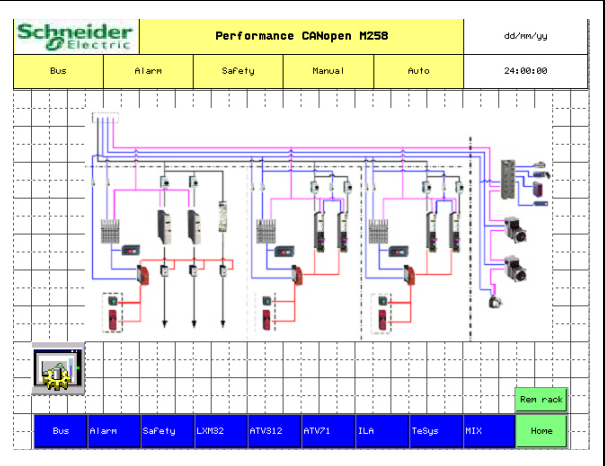 Schneider
Electric
Performance CANopen M258
dd/MM/yy
Bus
Alarm
Safety
Manual
Auto
24:00:00
Rem rack
Bus
Alarm
Safety
LXM32
ATV312
ATV71
ILA
TeSys
MIX
Home